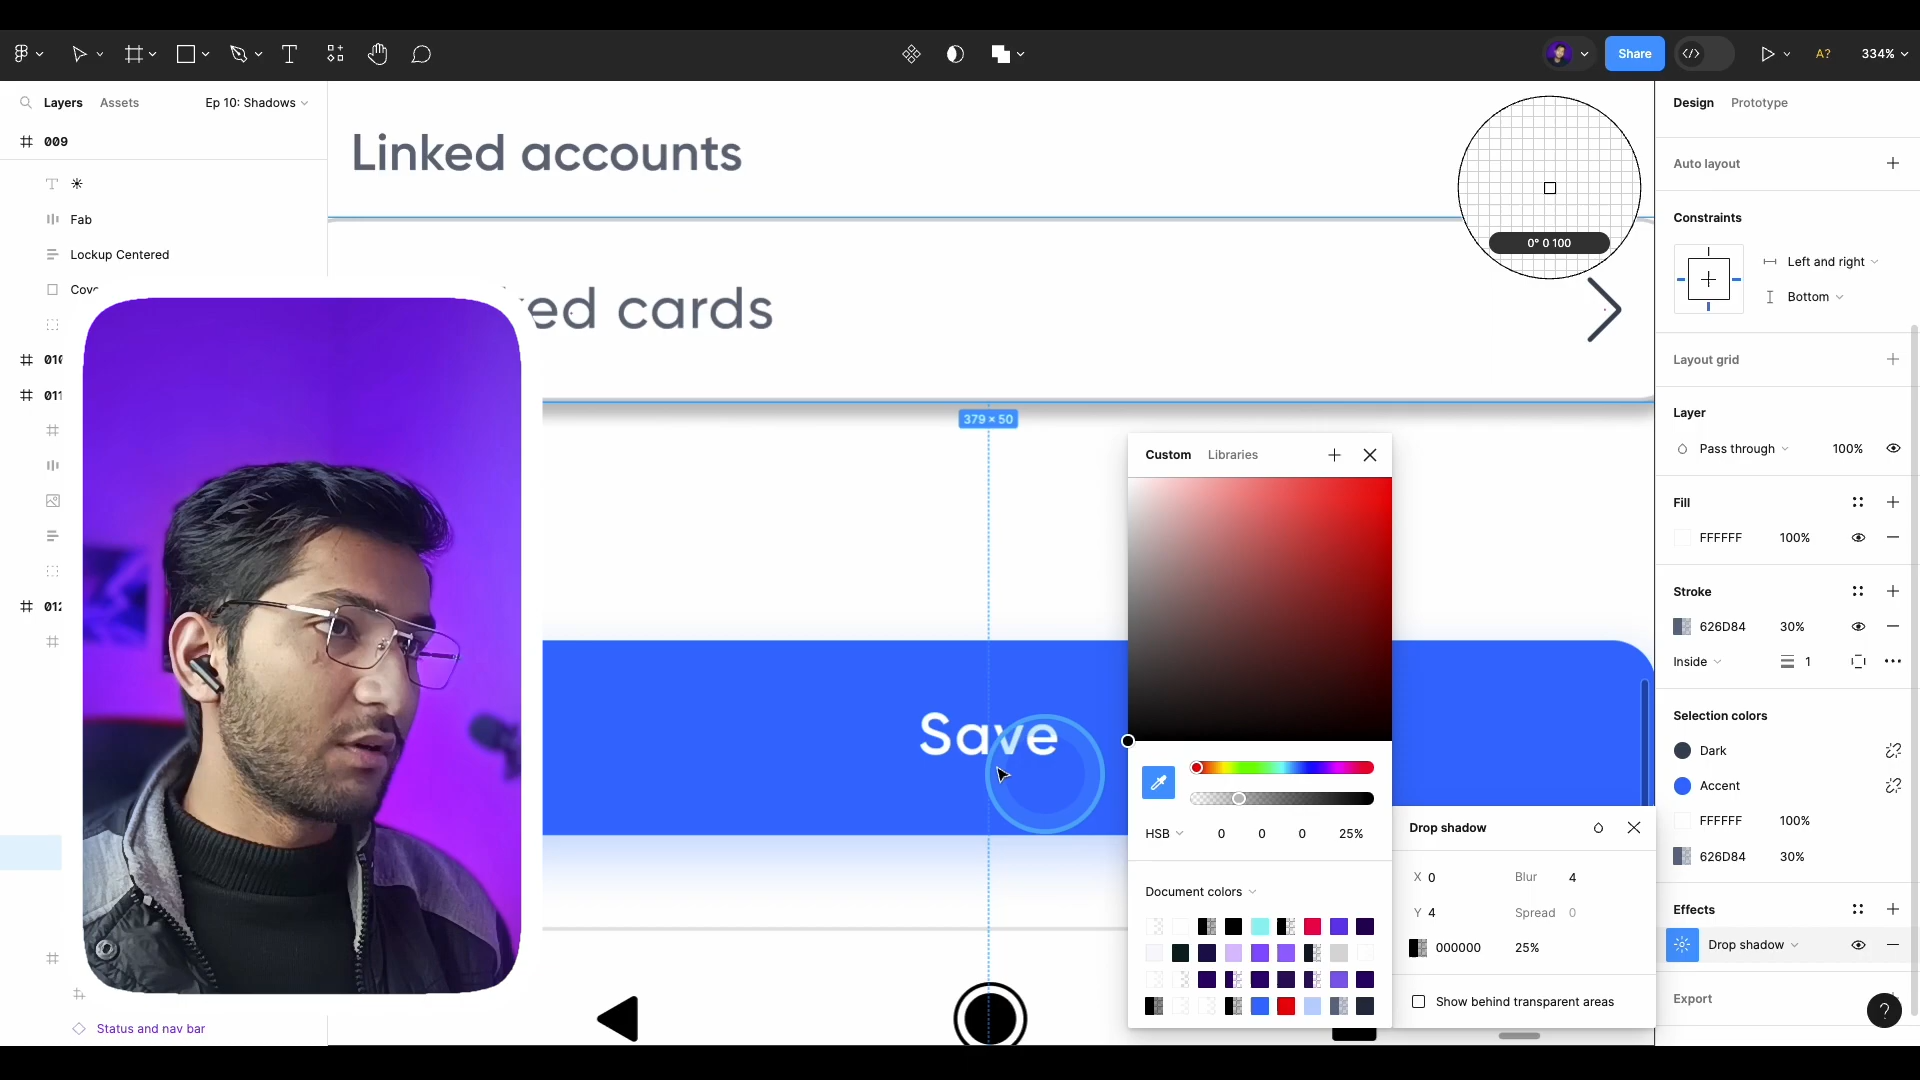 Share
A?
334%
Layers
Assets
Ep 10: Shadows
009
Fab
Lockup Centered
010
011
012
Status and nav bar
Linked accounts
ed cards
0° 0 100
379 × 50
Save
Custom
Libraries
HSB
0
0
0
25%
Document colors
Drop shadow
X 0
Blur 4
Y 4
Spread 0
000000
25%
Show behind transparent areas
Design
Prototype
Auto layout
Constraints
Left and right
Bottom
Layout grid
Layer
Pass through
100%
Fill
FFFFFF
100%
Stroke
626D84
30%
Inside
1
Selection colors
Dark
Accent
FFFFFF
100%
626D84
30%
Effects
Drop shadow
Export
?